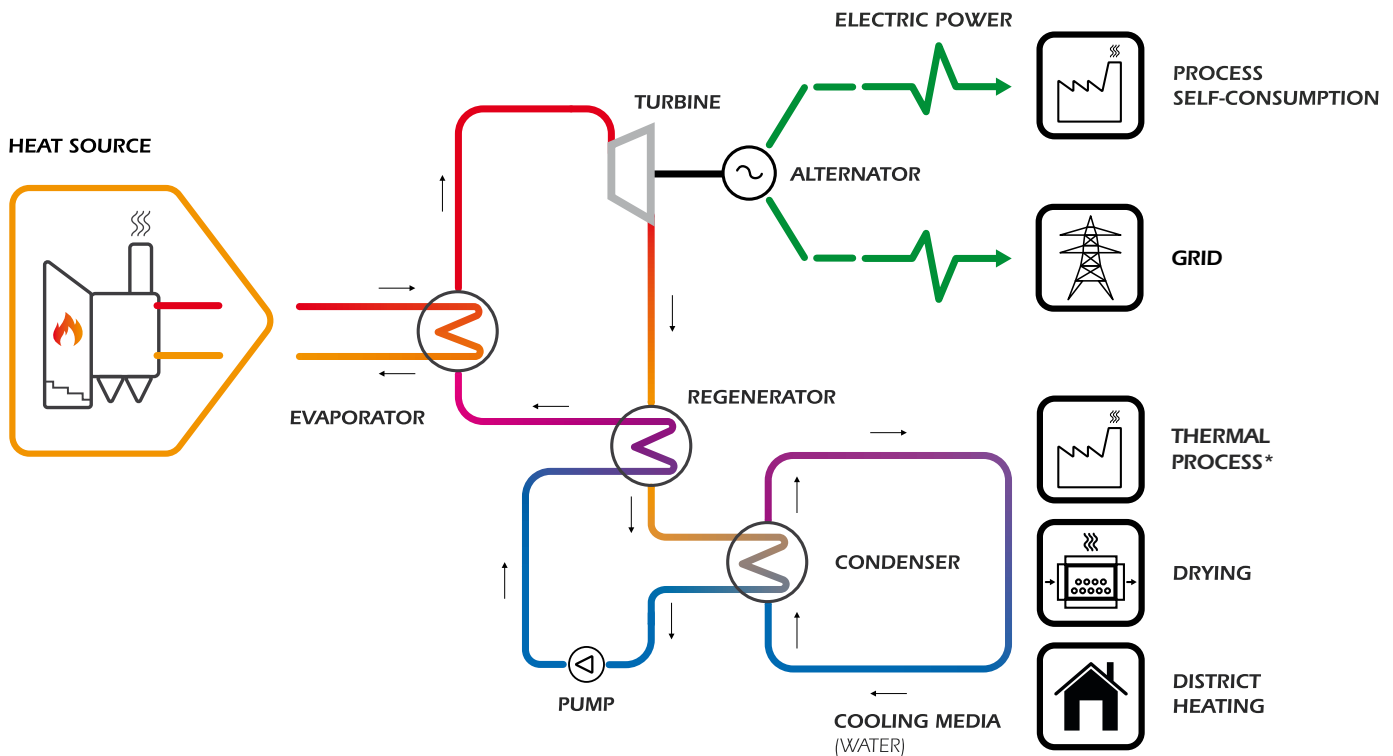 ELECTRIC POWER
PROCESS
SELF-CONSUMPTION
TURBINE
HEAT SOURCE
ALTERNATOR
GRID
REGENERATOR
EVAPORATOR
THERMAL
PROCESS*
CONDENSER
DRYING
PUMP
DISTRICT
HEATING
COOLING MEDIA
(WATER)